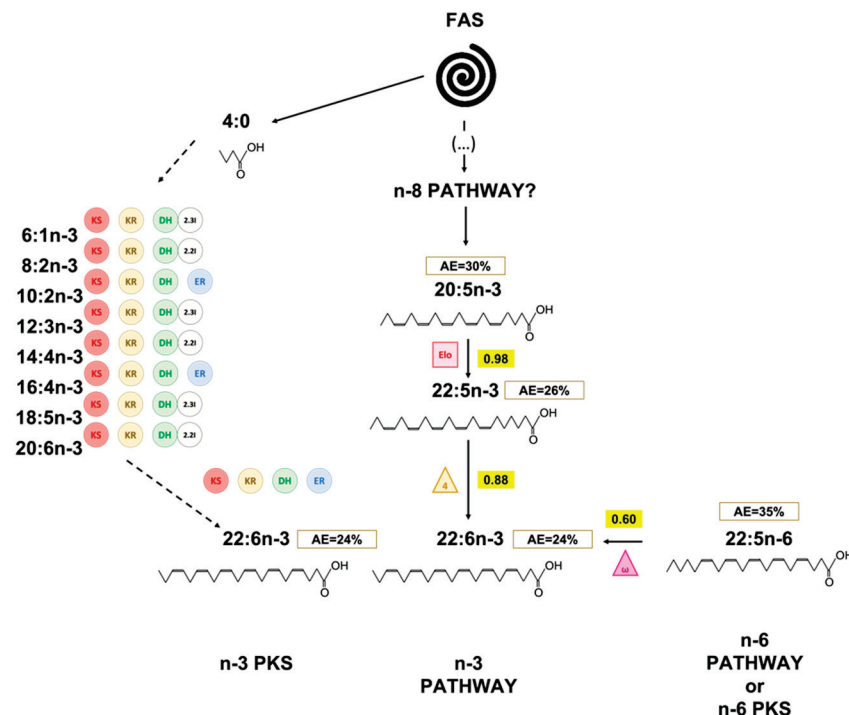 FAS
4:0
OH
O
(...)
n-8 PATHWAY?
KS KR DH 2.3I
6:1n-3
KS KR DH 2.2I
8:2n-3
KS KR DH ER
10:2n-3
KS KR DH 2.3I
12:3n-3
KS KR DH 2.2I
14:4n-3
KS KR DH ER
16:4n-3
KS KR DH 2.3I
18:5n-3
KS KR DH 2.2I
20:6n-3
KS KR DH ER
AE=30%
20:5n-3
OH
O
Elo 0.98
22:5n-3 AE=26%
OH
O
4 0.88
22:6n-3 AE=24%
OH
O
22:6n-3 AE=24%
OH
O
0.60
ω
AE=35%
22:5n-6
OH
O
n-3 PKS
n-3
PATHWAY
n-6
PATHWAY
or
n-6 PKS